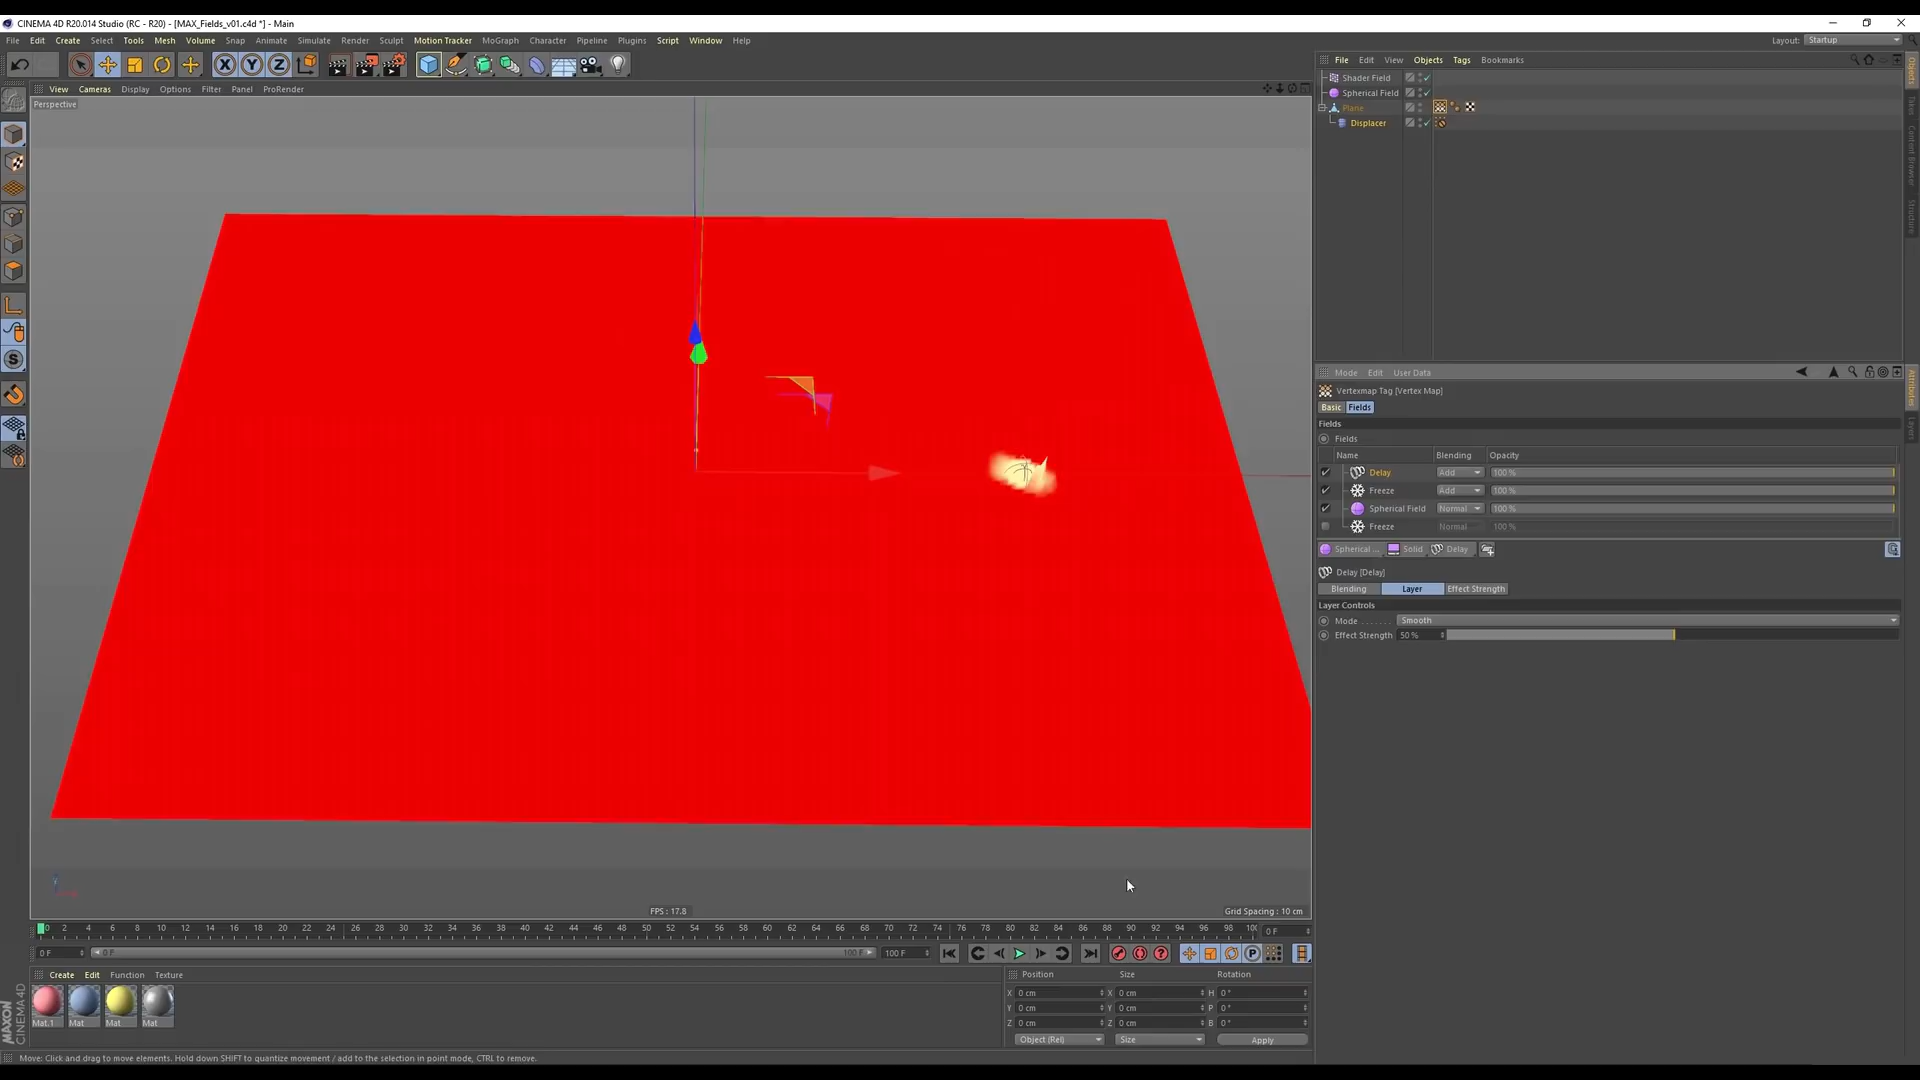 CINEMA 4D R20.014 Studio (RC - R20) - [MAX_Fields_v01.c4d *] - Main
File Edit Create Select Tools Mesh Volume Snap Animate Simulate Render Sculpt Motion Tracker MoGraph Character Pipeline Plugins Script Window Help
Layout: Startup
X Y Z
View Cameras Display Options Filter Panel ProRender
Perspective
FPS : 17.8
Grid Spacing : 10 cm
File Edit View Objects Tags Bookmarks
Shader Field
Spherical Field
Plane
Displacer
Objects
Takes
Content Browser
Structure
Mode Edit User Data
Vertexmap Tag [Vertex Map]
Basic Fields
Fields
Fields
Name Blending Opacity
Delay Add 100 %
Freeze Add 100 %
Spherical Field Normal 100 %
Freeze Normal 100 %
Spherical ... Solid Delay
Delay [Delay]
Blending Layer Effect Strength
Layer Controls
Mode ....... Smooth
Effect Strength 50 %
Attributes
Layers
0 2 4 6 8 10 12 14 16 18 20 22 24 26 28 30 32 34 36 38 40 42 44 46 48 50 52 54 56 58 60 62 64 66 68 70 72 74 76 78 80 82 84 86 88 90 92 94 96 98 10
0 F
0 F 0 F 100 F 100 F
Create Edit Function Texture
Mat.1 Mat Mat Mat
Position Size Rotation
X 0 cm X 0 cm H 0 °
Y 0 cm Y 0 cm P 0 °
Z 0 cm Z 0 cm B 0 °
Object (Rel) Size Apply
MAXON
CINEMA 4D
Move: Click and drag to move elements. Hold down SHIFT to quantize movement / add to the selection in point mode, CTRL to remove.